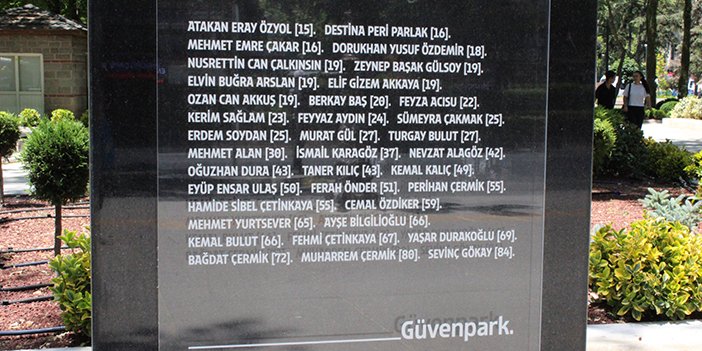 ATAKAN ERAY ÖZYOL [15]. DESTİNA PERİ PARLAK [16].
MEHMET EMRE ÇAKAR [16]. DORUKHAN YUSUF ÖZDEMİR [18].
NUSRETTİN CAN ÇALKINSIN [19]. ZEYNEP BAŞAK GÜLSOY [19].
ELVİN BUĞRA ARSLAN [19]. ELİF GİZEM AKKAYA [19].
OZAN CAN AKKUŞ [19]. BERKAY BAŞ [20]. FEYZA ACISU [22].
KERİM SAĞLAM [23]. FEYYAZ AYDIN [24]. SÜMEYRA ÇAKMAK [25].
ERDEM SOYDAN [25]. MURAT GÜL [27]. TURGAY BULUT [27].
MEHMET ALAN [30]. İSMAİL KARAGÖZ [37]. NEVZAT ALAGÖZ [42].
OĞUZHAN DURA [43]. TANER KILIÇ [43]. KEMAL KALIÇ [49].
EYÜP ENSAR ULAŞ [50]. FERAH ÖNDER [51]. PERİHAN ÇERMİK [55].
HAMİDE SİBEL ÇETİNKAYA [55]. CEMAL ÖZDİKER [59].
MEHMET YURTSEVER [65]. AYŞE BİLGİLİOĞLU [66].
KEMAL BULUT [66]. FEHMİ ÇETİNKAYA [67]. YAŞAR DURAKOĞLU [69].
BAĞDAT ÇERMİK [72]. MUHARREM ÇERMİK [80]. SEVİNÇ GÖKAY [84].
Güvenpark.